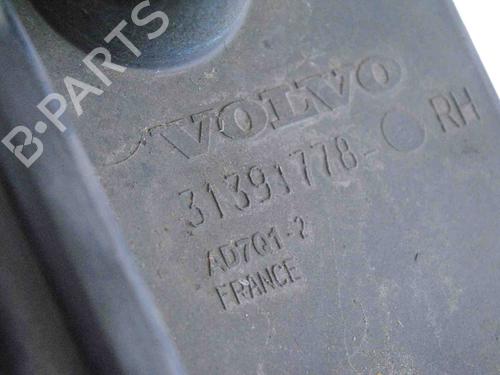 B-PARTS
VOLVO
31391778- RH
AD7Q1-2
FRANCE